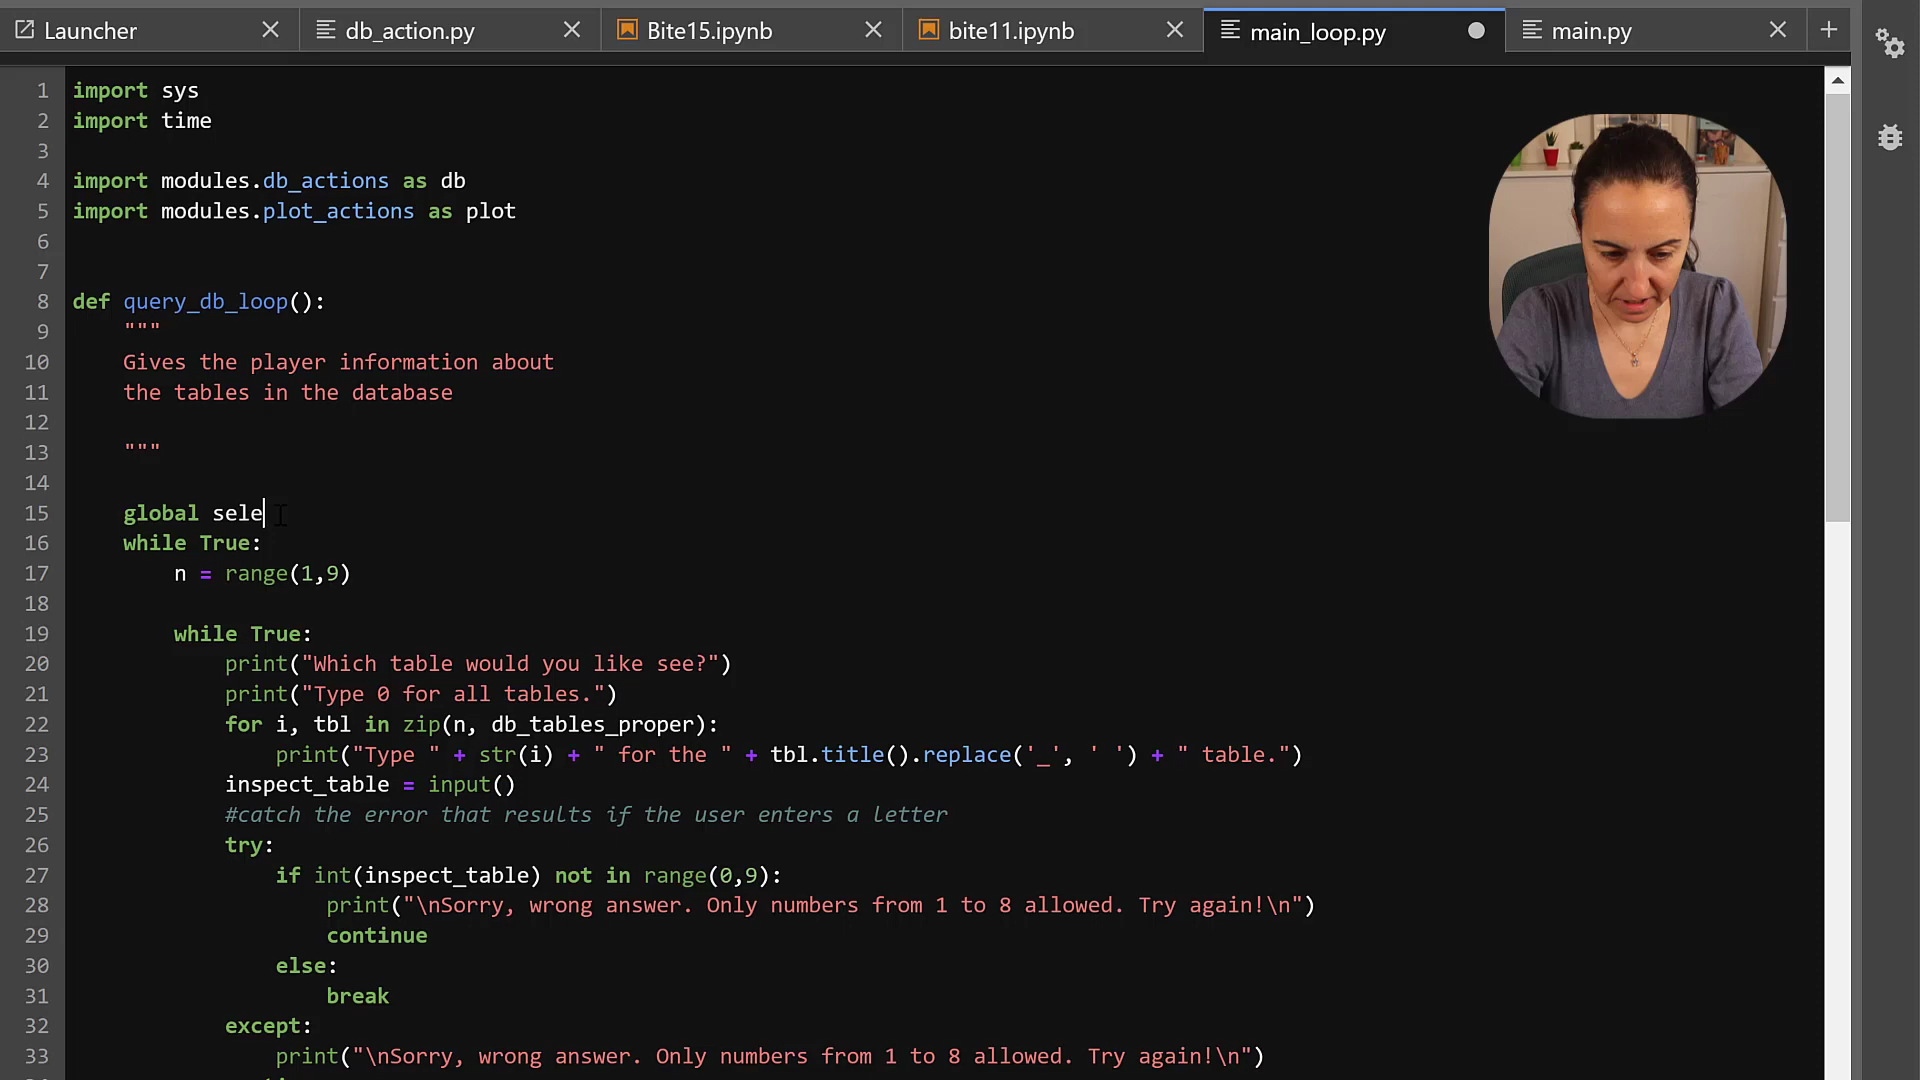 Launcher
db_action.py
Bite15.ipynb
bite11.ipynb
main_loop.py
main.py
1 import sys
2 import time
3
4 import modules.db_actions as db
5 import modules.plot_actions as plot
6
7
8 def query_db_loop():
9 """
10 Gives the player information about
11 the tables in the database
12
13 """
14
15 global sele
16 while True:
17 n = range(1,9)
18
19 while True:
20 print("Which table would you like see?")
21 print("Type 0 for all tables.")
22 for i, tbl in zip(n, db_tables_proper):
23 print("Type " + str(i) + " for the " + tbl.title().replace('_', ' ') + " table.")
24 inspect_table = input()
25 #catch the error that results if the user enters a letter
26 try:
27 if int(inspect_table) not in range(0,9):
28 print("\nSorry, wrong answer. Only numbers from 1 to 8 allowed. Try again!\n")
29 continue
30 else:
31 break
32 except:
33 print("\nSorry, wrong answer. Only numbers from 1 to 8 allowed. Try again!\n")